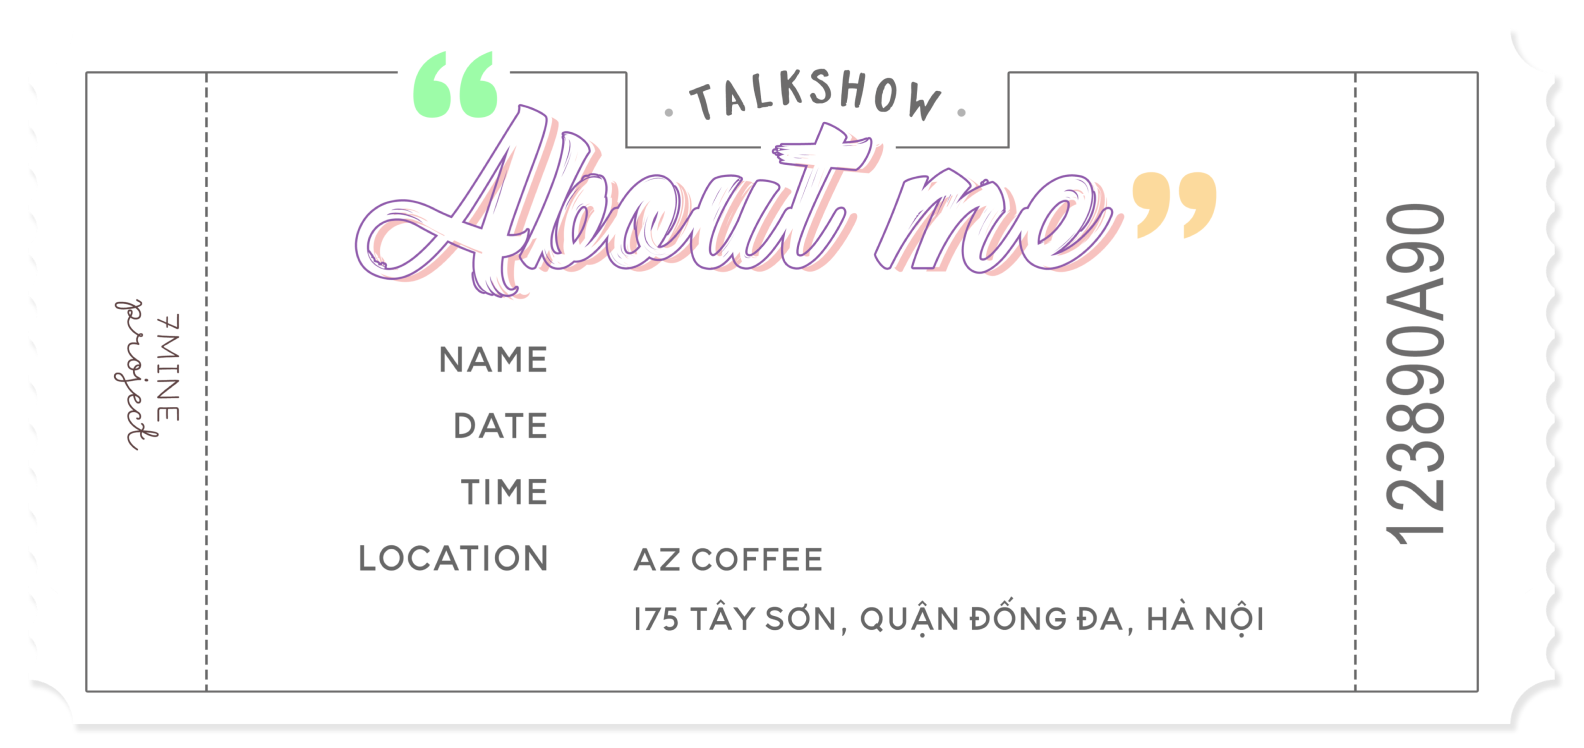 TALKSHOW
“About me”
7MINE
project
NAME
DATE
TIME
LOCATION AZ COFFEE
175 TÂY SƠN, QUẬN ĐỐNG ĐA, HÀ NỘI
123890A90